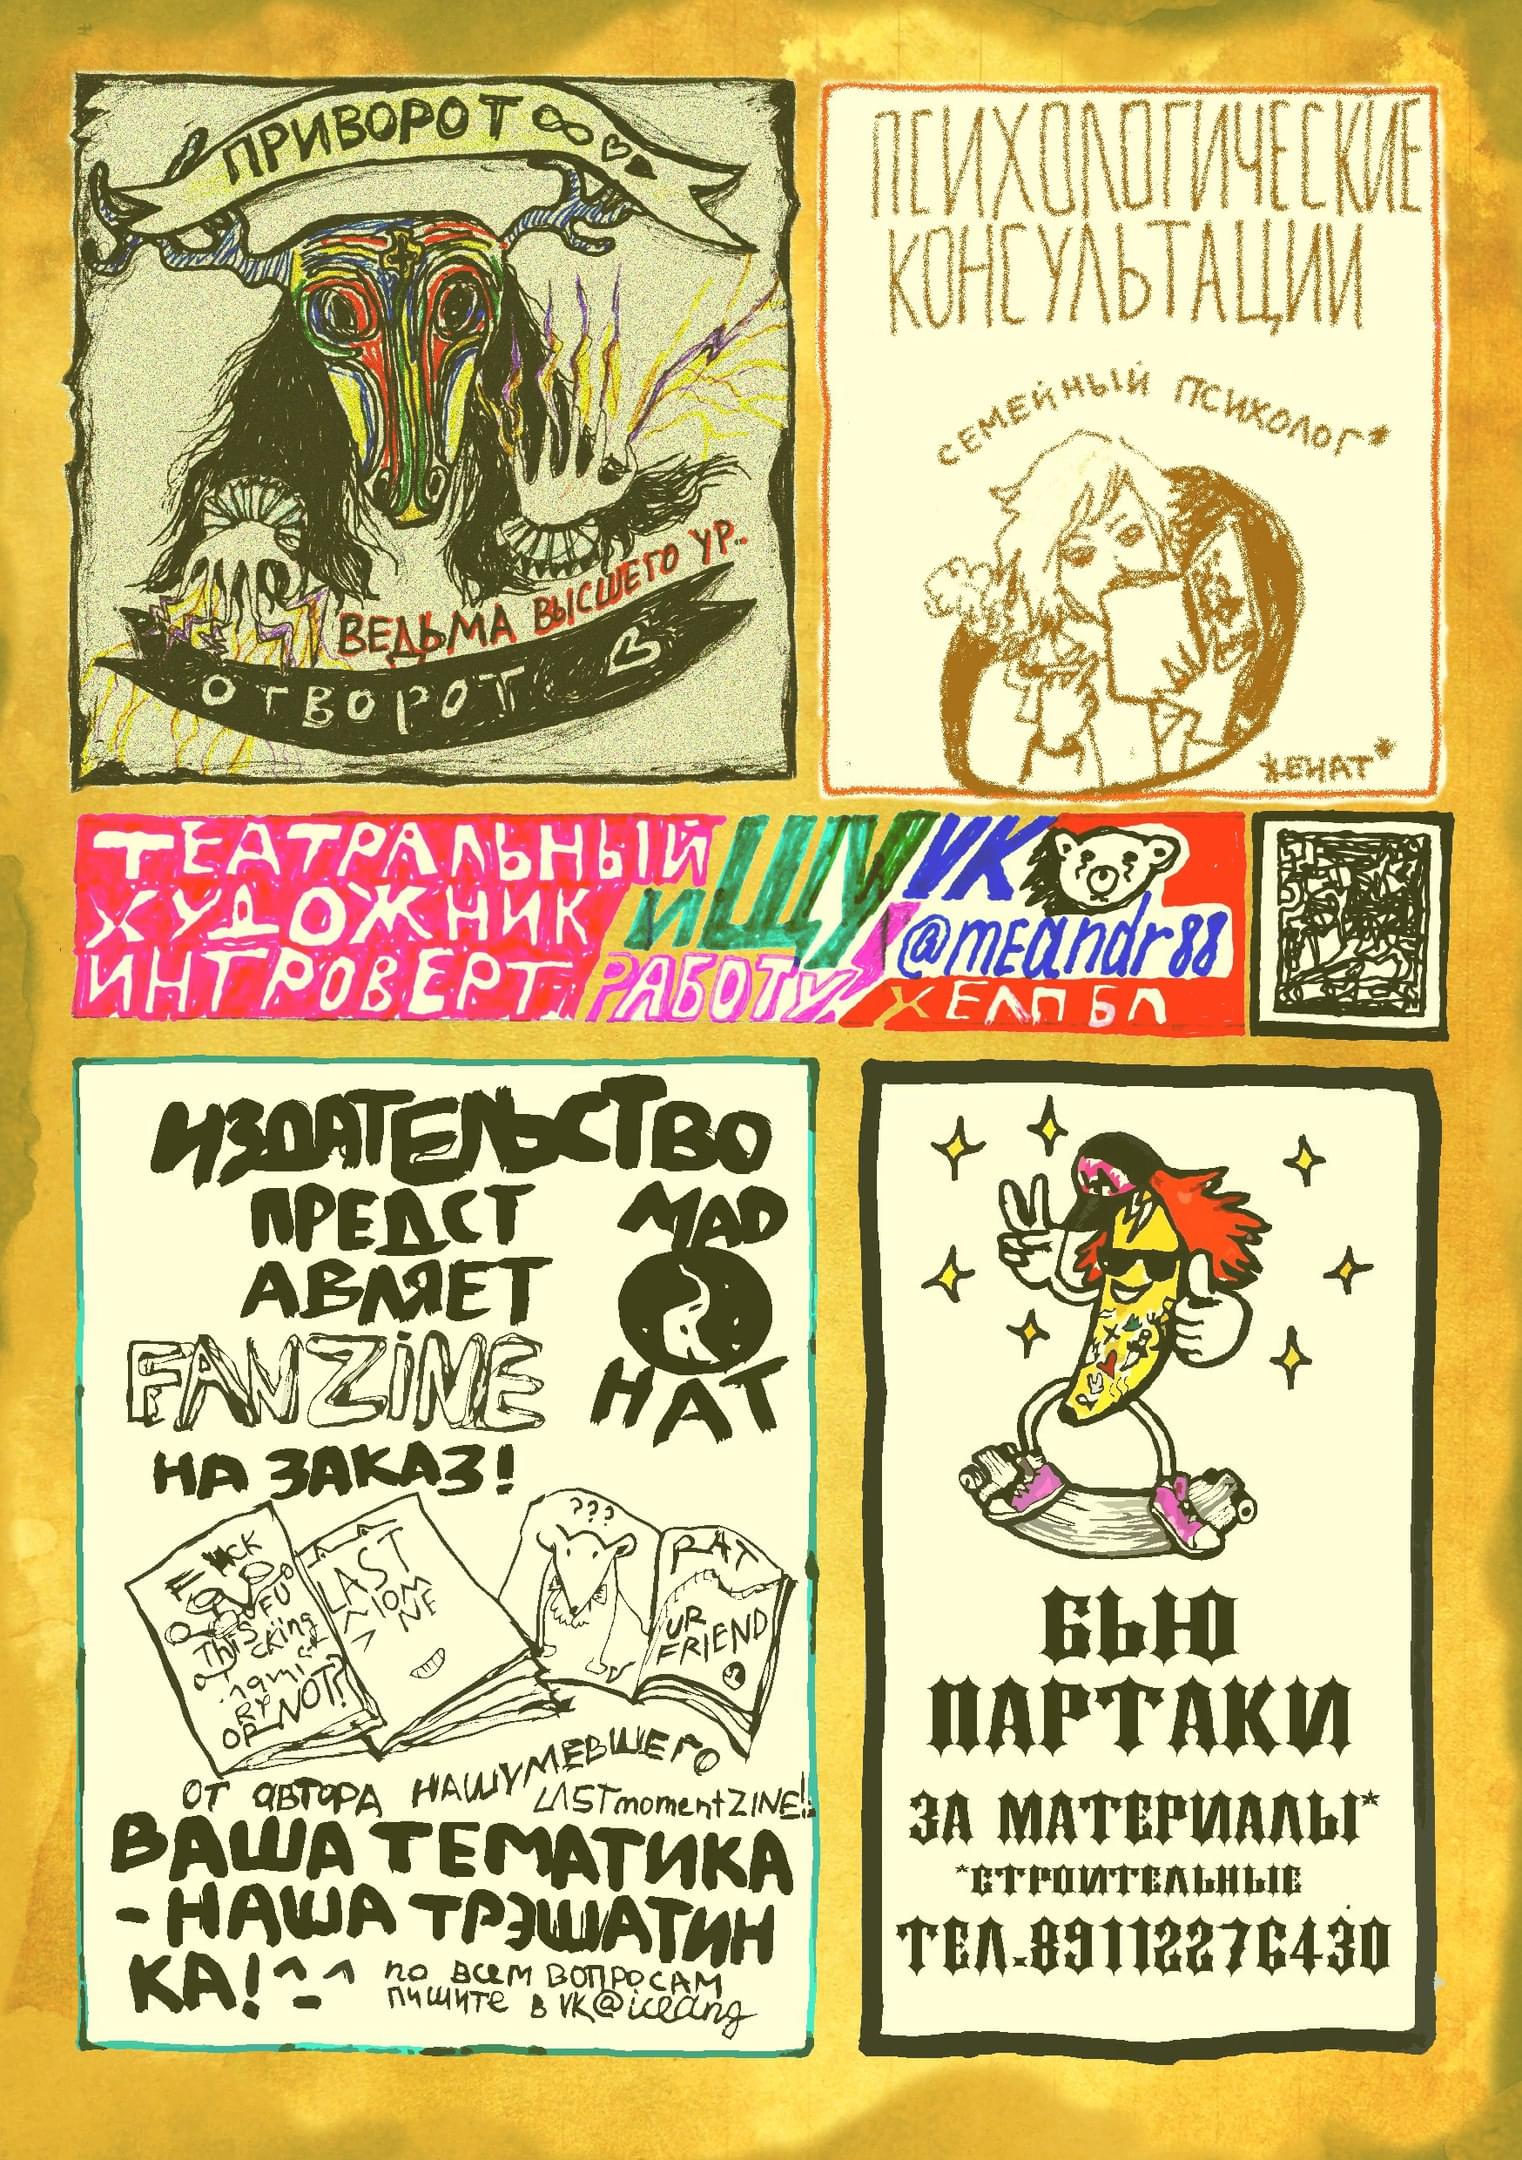 ПРИВОРОТ
ВЕДЬМА ВЫСШЕГО УР..
ОТВОРОТ
ПСИХОЛОГИЧЕСКИЕ
КОНСУЛЬТАЦИИ
СЕМЕЙНЫЙ ПСИХОЛОГ*
*ЕНАТ*
ТЕАТРАЛЬНЫЙ
ХУДОЖНИК
ИНТРОВЕРТ
ИЩУ
РАБОТУ
VK
@mEandr88
ХЕЛП БЛ
ИЗДАТЕЛЬСТВО
ПРЕДСТ
АВЛЯЕТ
FANZiNE
НА ЗАКАЗ!
MAD
HAT
LAST
OR NOT?
???
RAT
UR
FRIEND
ОТ АВТОРА НАШУМЕВШЕГО
LASTmomentZINE!!
ВАША ТЕМАТИКА
- НАША ТРЭШАТИН
КА! ^_^
ПО ВСЕМ ВОПРОСАМ
ПИШИТЕ В VK@iceang
БЬЮ
ПАРТАКИ
ЗА МАТЕРИАЛЫ*
*СТРОИТЕЛЬНЫЕ
ТЕЛ.89112276430